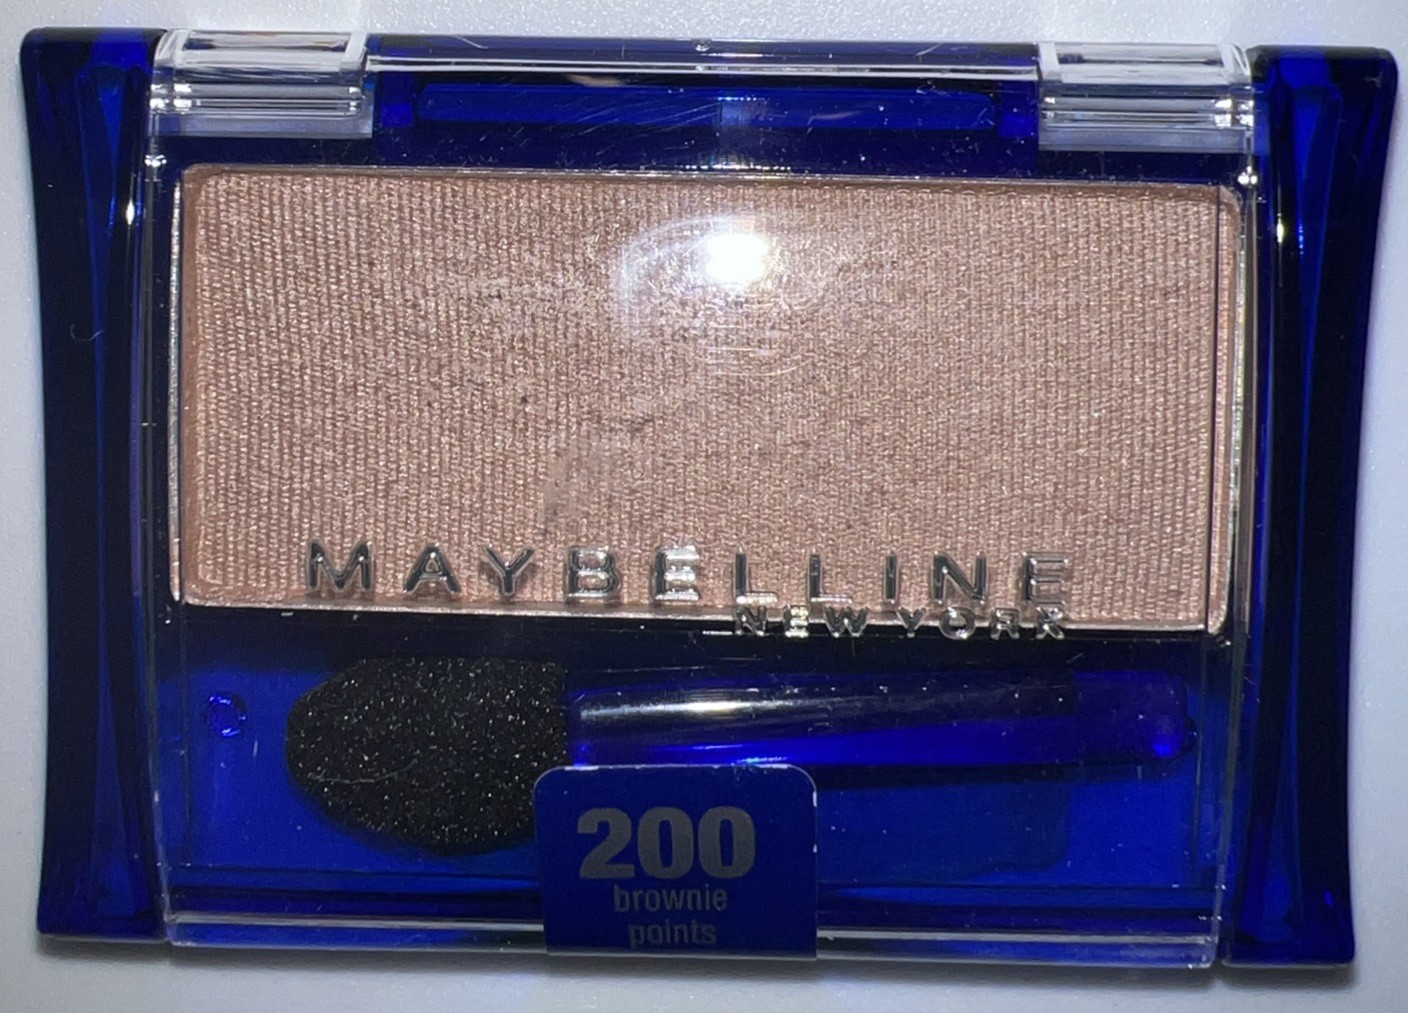 MAYBELLINE
NEW YORK
200
brownie
points